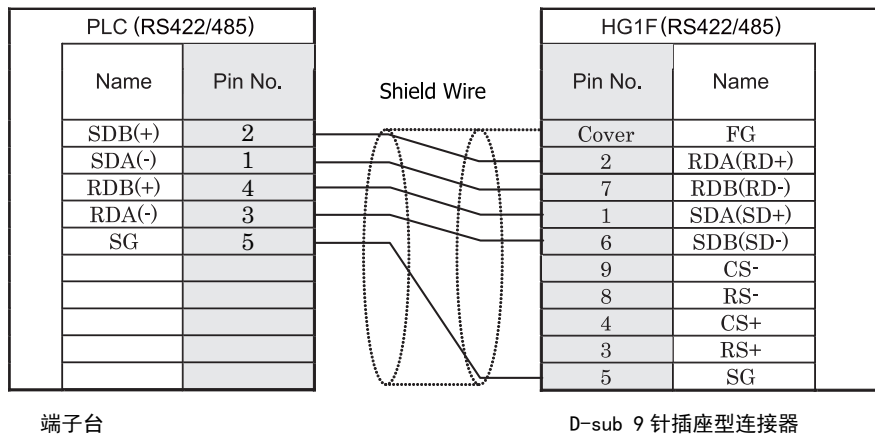 PLC (RS422/485) HG1F(RS422/485)
Name Pin No. Shield Wire Pin No. Name
Cover FG
SDB(+) 2 2 RDA(RD+)
SDA(-) 1 7 RDB(RD-)
RDB(+) 4 1 SDA(SD+)
RDA(-) 3 6 SDB(SD-)
SG 5 9 CS-
8 RS-
4 CS+
3 RS+
5 SG
端子台 D-sub 9 针插座型连接器